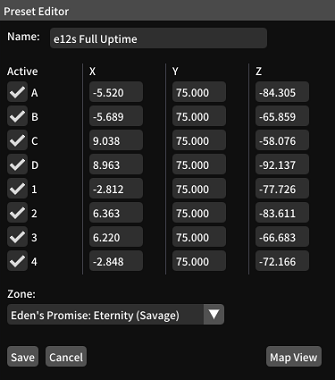 Preset Editor
Name: e12s Full Uptime
Active X Y Z
A -5.520 75.000 -84.305
B -5.689 75.000 -65.859
C 9.038 75.000 -58.076
D 8.963 75.000 -92.137
1 -2.812 75.000 -77.726
2 6.363 75.000 -83.611
3 6.220 75.000 -66.683
4 -2.848 75.000 -72.166
Zone:
Eden's Promise: Eternity (Savage)
Save Cancel Map View